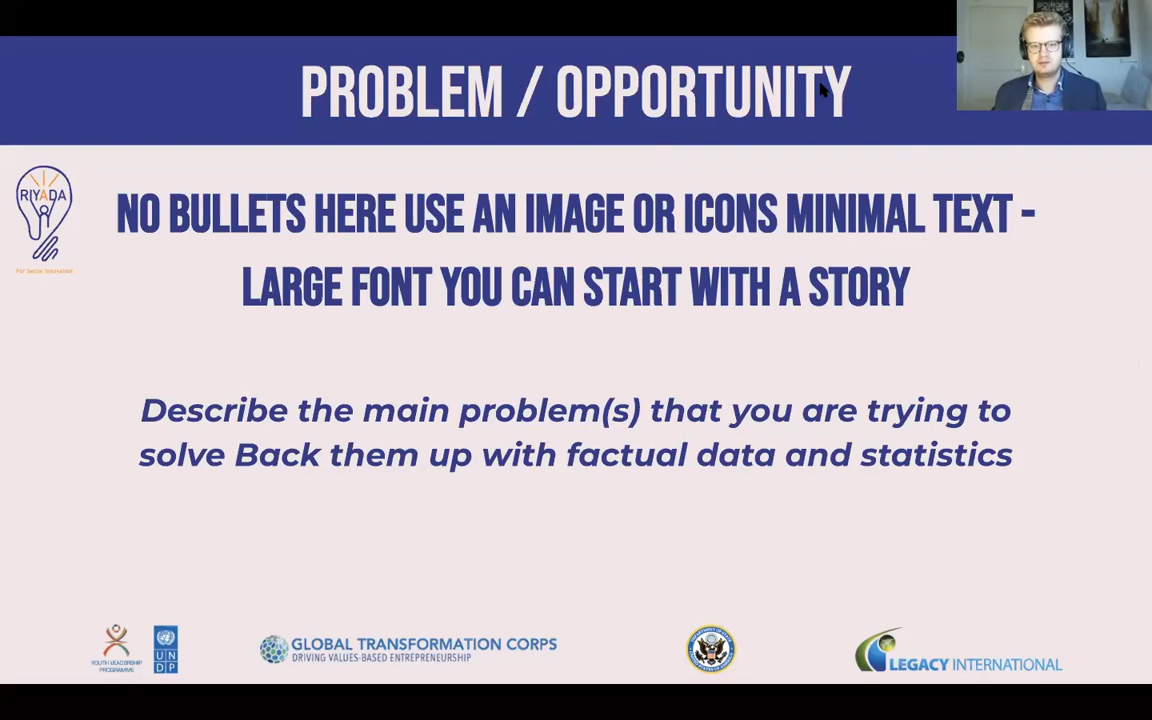 PROBLEM / OPPORTUNITY
RIYADA
For Social Innovation
NO BULLETS HERE USE AN IMAGE OR ICONS MINIMAL TEXT -
LARGE FONT YOU CAN START WITH A STORY
Describe the main problem(s) that you are trying to
solve Back them up with factual data and statistics
YOUTH LEADERSHIP
PROGRAMME
UN
DP
GLOBAL TRANSFORMATION CORPS
DRIVING VALUES-BASED ENTREPRENEURSHIP
LEGACY INTERNATIONAL